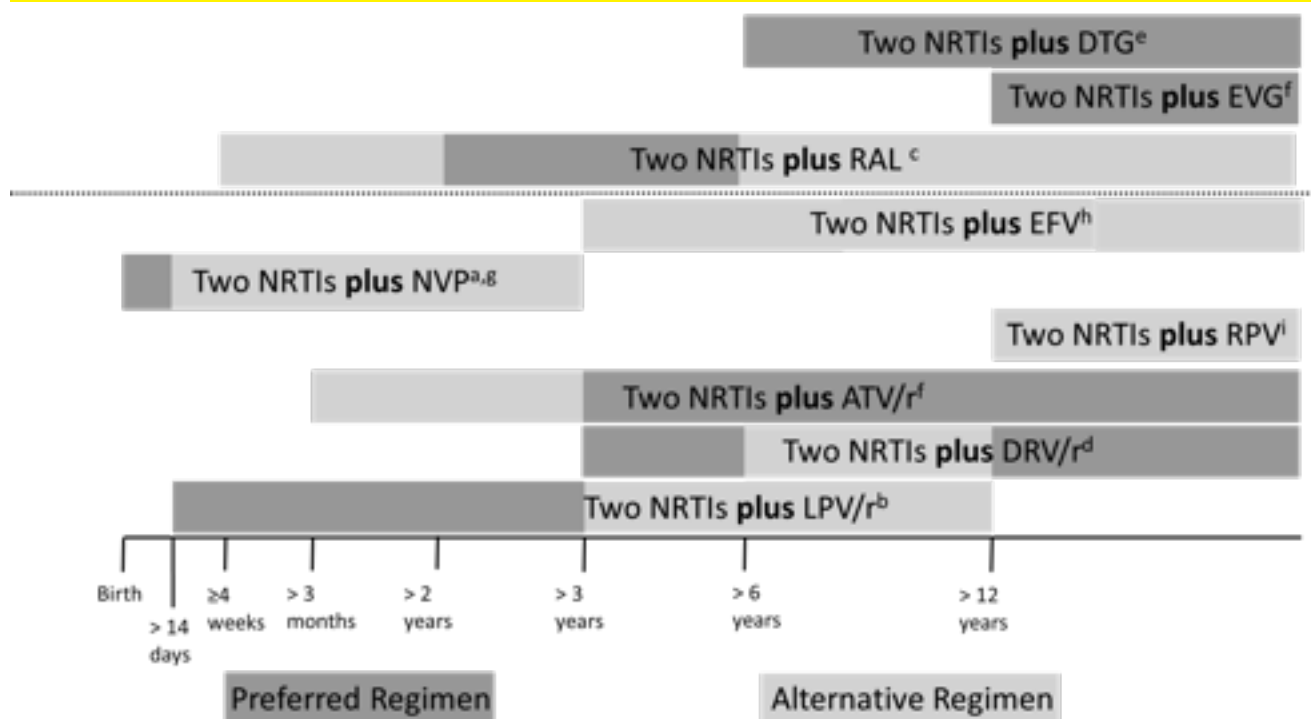 Two NRTIs plus DTGᵉ
Two NRTIs plus EVGᶠ
Two NRTIs plus RAL ᶜ
Two NRTIs plus EFVʰ
Two NRTIs plus NVPᵃ,ᵍ
Two NRTIs plus RPVⁱ
Two NRTIs plus ATV/rᶠ
Two NRTIs plus DRV/rᵈ
Two NRTIs plus LPV/rᵇ
Birth
> 14
days
≥4
weeks
> 3
months
> 2
years
> 3
years
> 6
years
> 12
years
Preferred Regimen
Alternative Regimen